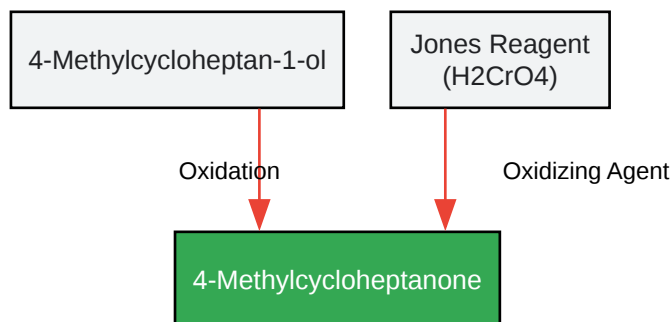 4-Methylcycloheptan-1-ol
Jones Reagent
(H2CrO4)
Oxidation
Oxidizing Agent
4-Methylcycloheptanone